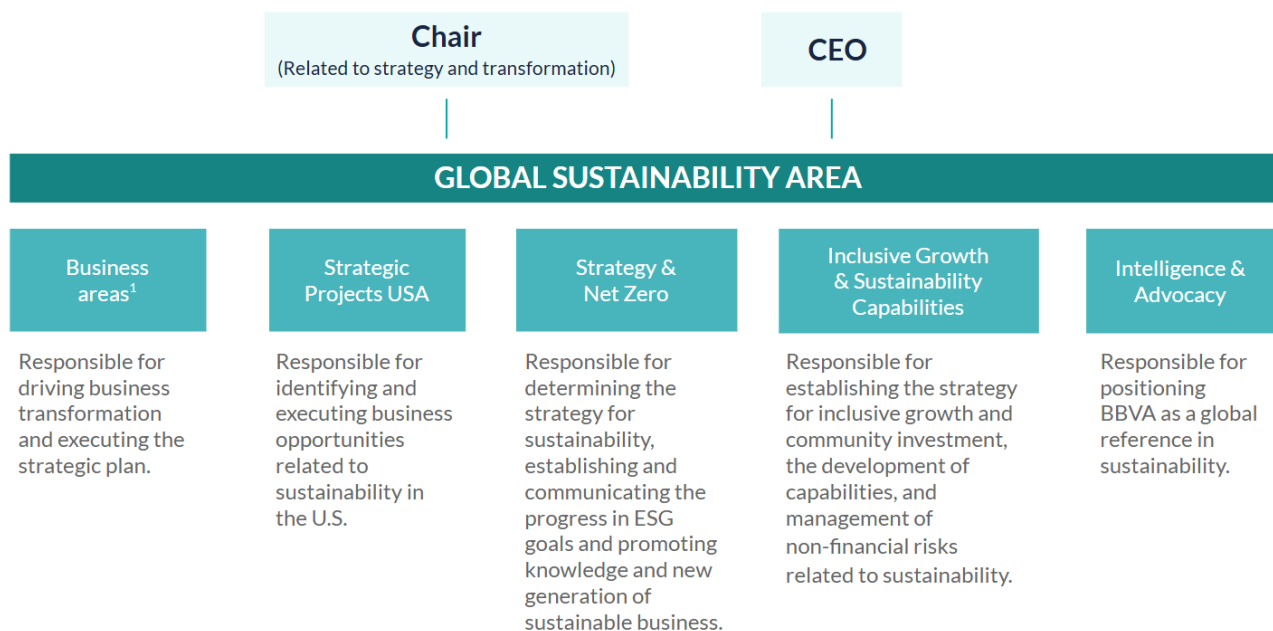 Chair
(Related to strategy and transformation)
CEO
GLOBAL SUSTAINABILITY AREA
Business
areas¹
Responsible for
driving business
transformation
and executing the
strategic plan.
Strategic
Projects USA
Responsible for
identifying and
executing business
opportunities
related to
sustainability in
the U.S.
Strategy &
Net Zero
Responsible for
determining the
strategy for
sustainability,
establishing and
communicating the
progress in ESG
goals and promoting
knowledge and new
generation of
sustainable business.
Inclusive Growth
& Sustainability
Capabilities
Responsible for
establishing the strategy
for inclusive growth and
community investment,
the development of
capabilities, and
management of
non-financial risks
related to sustainability.
Intelligence &
Advocacy
Responsible for
positioning
BBVA as a global
reference in
sustainability.